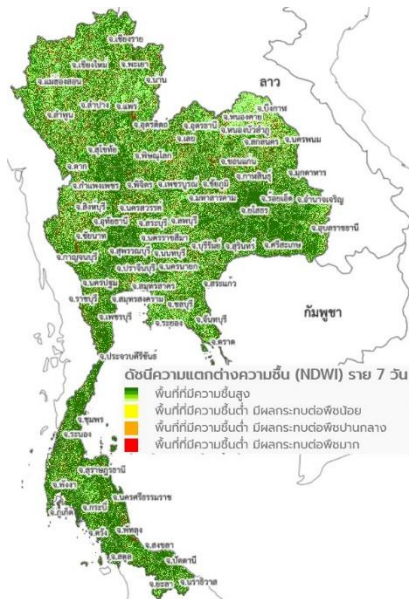 จ.เชียงราย
จ.เชียงใหม่ จ.พะเยา
จ.แม่ฮ่องสอน จ.น่าน
จ.ลำปาง จ.แพร่
จ.ลำพูน จ.อุตรดิตถ์
ลาว
จ.บึงกาฬ
จ.อุดรธานี จ.หนองคาย
จ.เลย จ.หนองบัวลำภู
จ.สกลนคร จ.นครพนม
จ.สุโขทัย
จ.ตาก จ.พิษณุโลก จ.ขอนแก่น
จ.กาฬสินธุ์ จ.มุกดาหาร
จ.กำแพงเพชร จ.พิจิตร จ.เพชรบูรณ์ จ.ชัยภูมิ
จ.มหาสารคาม จ.ร้อยเอ็ด จ.อำนาจเจริญ
จ.สิงห์บุรี จ.นครสวรรค์ จ.ยโสธร
จ.อุทัยธานี จ.สระบุรี จ.ลพบุรี
จ.อุบลราชธานี
จ.ชัยนาท จ.นครราชสีมา
จ.สุพรรณบุรี จ.นนทบุรี จ.บุรีรัมย์ จ.สุรินทร์ จ.ศรีสะเกษ
จ.กาญจนบุรี
จ.ปราจีนบุรี จ.นครนายก
จ.นครปฐม จ.สมุทรสาคร จ.สระแก้ว
จ.ราชบุรี จ.สมุทรสงคราม จ.ชลบุรี
จ.เพชรบุรี จ.ระยอง จ.จันทบุรี
กัมพูชา
จ.ตราด
จ.ประจวบคีรีขันธ์
ดัชนีความแตกต่างความชื้น (NDWI) ราย 7 วัน
พื้นที่ที่มีความชื้นสูง
พื้นที่ที่มีความชื้นต่ำ มีผลกระทบต่อพืชน้อย
พื้นที่ที่มีความชื้นต่ำ มีผลกระทบต่อพืชปานกลาง
พื้นที่ที่มีความชื้นต่ำ มีผลกระทบต่อพืชมาก
จ.ชุมพร
จ.ระนอง
จ.สุราษฎร์ธานี
จ.พังงา จ.นครศรีธรรมราช
จ.ภูเก็ต จ.กระบี่
จ.ตรัง จ.พัทลุง
จ.สงขลา
จ.สตูล จ.ปัตตานี
จ.ยะลา จ.นราธิวาส